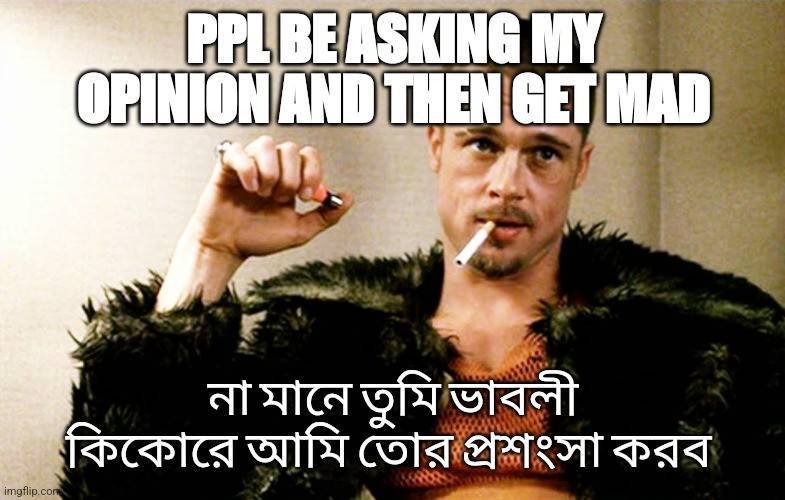 PPL BE ASKING MY
OPINION AND THEN GET MAD
না মানে তুমি ভাবলী
কিকোরে আমি তোর প্রশংসা করব
imgflip.com